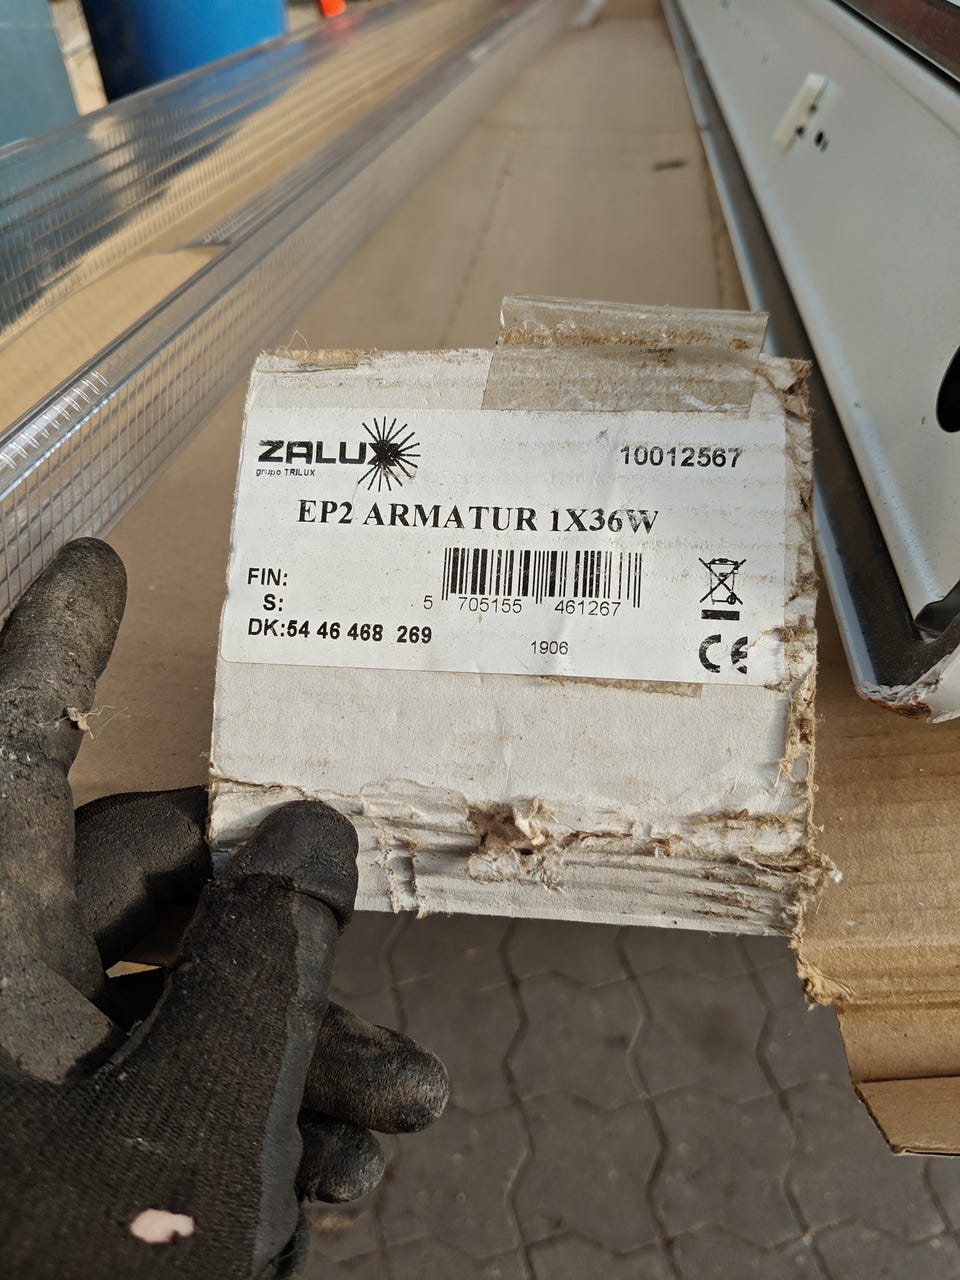 ZALUX
grupo TRILUX
10012567
EP2 ARMATUR 1X36W
FIN:
S:
DK:54 46 468 269
5 705155 461267
1906
CE